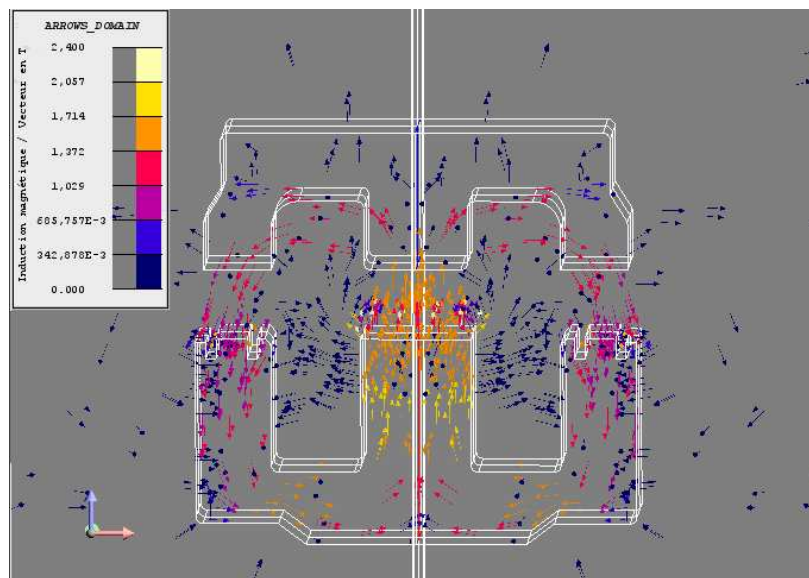 ARROWS_DOMAIN
Induction magnétique / Vecteur en T
2,400
2,057
1,714
1,372
1,029
685,757E-3
342,878E-3
0.000